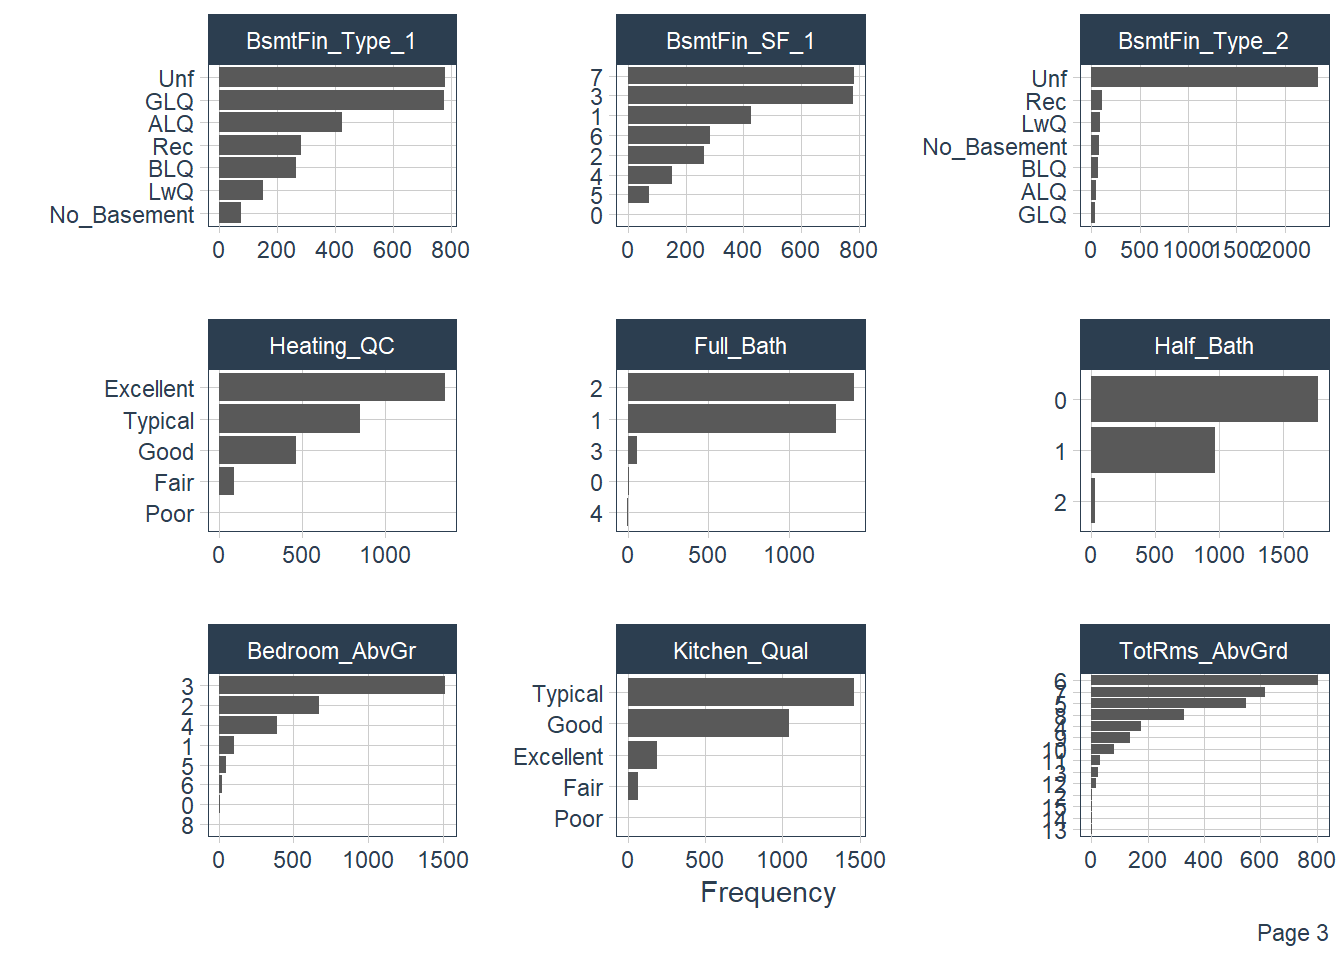 BsmtFin_Type_1
Unf
GLQ
ALQ
Rec
BLQ
LwQ
No_Basement
0 200 400 600 800
BsmtFin_SF_1
7
3
1
6
2
4
5
0
0 200 400 600 800
BsmtFin_Type_2
Unf
Rec
LwQ
No_Basement
BLQ
ALQ
GLQ
0 500 1000 1500 2000
Heating_QC
Excellent
Typical
Good
Fair
Poor
0 500 1000
Full_Bath
2
1
3
0
4
0 500 1000
Half_Bath
0
1
2
0 500 1000 1500
Bedroom_AbvGr
3
2
4
1
5
6
0
8
0 500 1000 1500
Kitchen_Qual
Typical
Good
Excellent
Fair
Poor
0 500 1000 1500
TotRms_AbvGrd
6
7
5
8
4
9
10
11
3
12
2
15
14
13
0 200 400 600 800
Frequency
Page 3